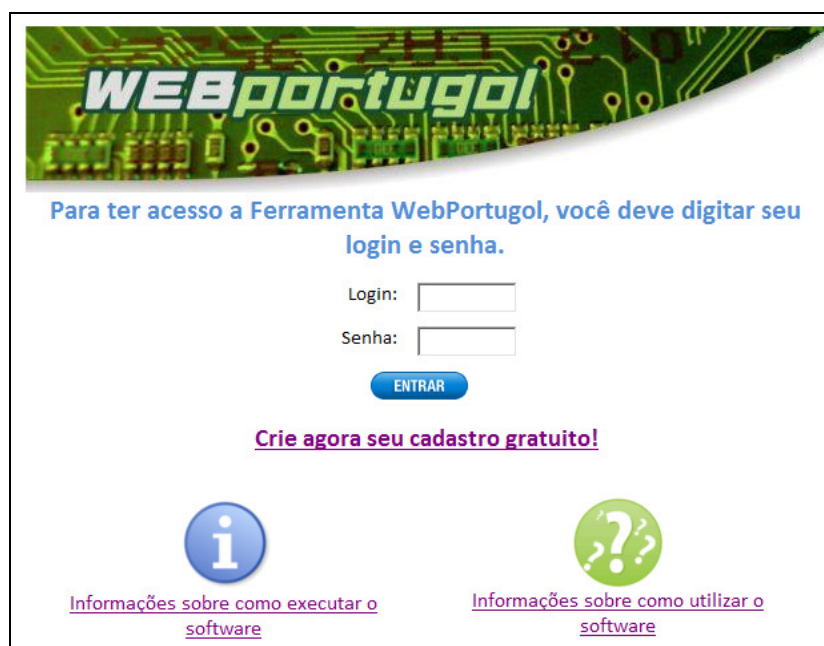 WEBportugol
Para ter acesso a Ferramenta WebPortugol, você deve digitar seu
login e senha.
Login:
Senha:
ENTRAR
Crie agora seu cadastro gratuito!
Informações sobre como executar o
software
Informações sobre como utilizar o
software